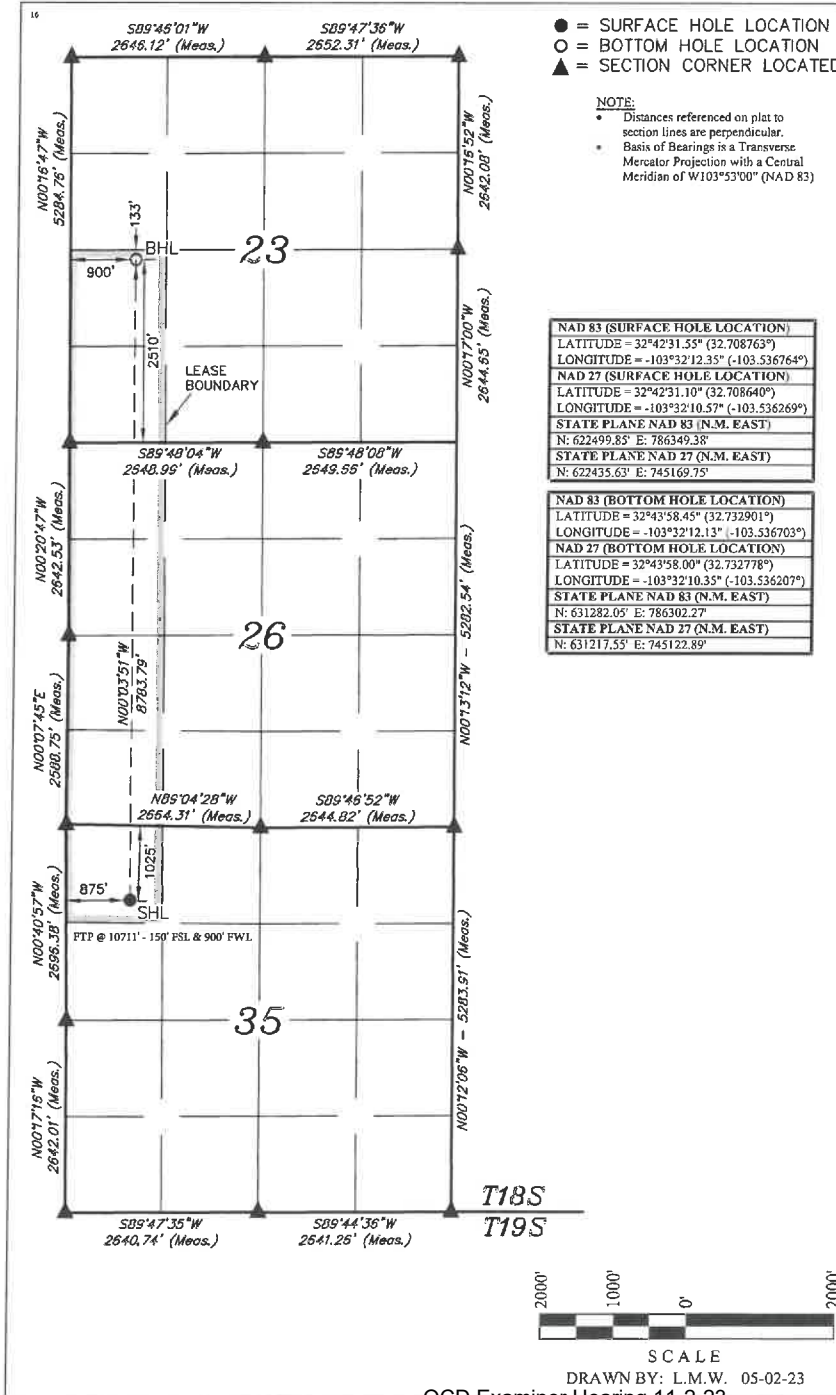 16
S89°45'01"W
2646.12' (Meas.)
S89°47'36"W
2652.31' (Meas.)
● = SURFACE HOLE LOCATION
○ = BOTTOM HOLE LOCATION
▲ = SECTION CORNER LOCATED
NOTE:
• Distances referenced on plat to
section lines are perpendicular.
• Basis of Bearings is a Transverse
Mercator Projection with a Central
Meridian of W103°53'00" (NAD 83)
N00°16'47"W
5284.76' (Meas.)
N00°15'52"W
2642.08' (Meas.)
133'
BHL
23
900'
2510'
N00°17'00"W
2644.65' (Meas.)
LEASE
BOUNDARY
NAD 83 (SURFACE HOLE LOCATION)
LATITUDE = 32°42'31.55" (32.708763°)
LONGITUDE = -103°32'12.35" (-103.536764°)
NAD 27 (SURFACE HOLE LOCATION)
LATITUDE = 32°42'31.10" (32.708640°)
LONGITUDE = -103°32'10.57" (-103.536269°)
STATE PLANE NAD 83 (N.M. EAST)
N: 622499.85' E: 786349.38'
STATE PLANE NAD 27 (N.M. EAST)
N: 622435.63' E: 745169.75'
NAD 83 (BOTTOM HOLE LOCATION)
LATITUDE = 32°43'58.45" (32.732901°)
LONGITUDE = -103°32'12.13" (-103.536703°)
NAD 27 (BOTTOM HOLE LOCATION)
LATITUDE = 32°43'58.00" (32.732778°)
LONGITUDE = -103°32'10.35" (-103.536207°)
STATE PLANE NAD 83 (N.M. EAST)
N: 631282.05' E: 786302.27'
STATE PLANE NAD 27 (N.M. EAST)
N: 631217.55' E: 745122.89'
S89°48'04"W
2648.99' (Meas.)
S89°48'08"W
2649.56' (Meas.)
N00°20'47"W
2642.53' (Meas.)
N00°13'12"W – 5282.54' (Meas.)
26
N00°03'51"W
8783.79'
N00°07'45"E
2588.75' (Meas.)
N89°04'28"W
2664.31' (Meas.)
S89°46'52"W
2644.82' (Meas.)
1025'
875'
SHL
FTP @ 10711' - 150' FSL & 900' FWL
N00°40'57"W
2696.38' (Meas.)
35
N00°12'06"W – 5283.91' (Meas.)
N00°17'15"W
2642.01' (Meas.)
T18S
T19S
S89°47'35"W
2640.74' (Meas.)
S89°44'36"W
2641.26' (Meas.)
2000'
1000'
0'
2000'
SCALE
DRAWN BY: L.M.W. 05-02-23